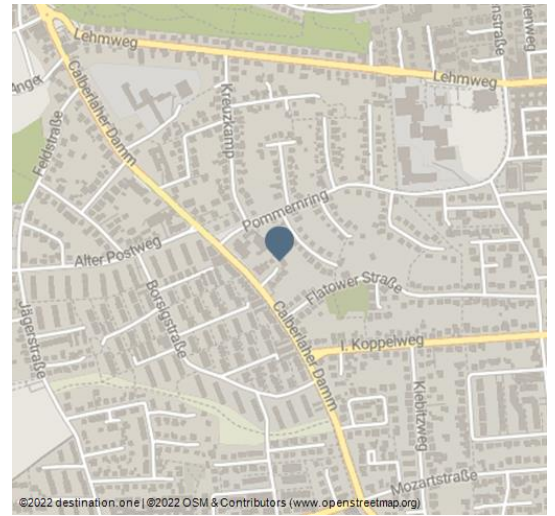 Lehmweg
Lehmweg
Calberlaher Damm
Kreuzkamp
Feldstraße
Pommernring
Alter Postweg
Borsigstraße
Jägerstraße
Flatower Straße
Calberlaher Damm
I. Koppelweg
Kiebitzweg
Mozartstraße
©2022 destination.one | ©2022 OSM & Contributors (www.openstreetmap.org)